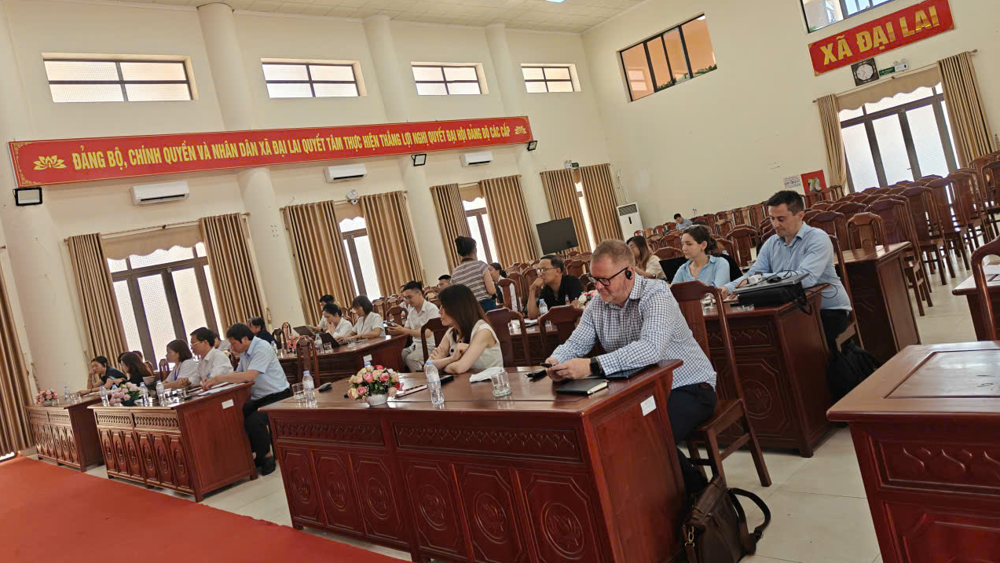 XÃ ĐẠI LAI
ĐẢNG BỘ, CHÍNH QUYỀN VÀ NHÂN DÂN XÃ ĐẠI LAI QUYẾT TÂM THỰC HIỆN THẮNG LỢI NGHỊ QUYẾT ĐẠI HỘI ĐẢNG BỘ CÁC CẤP